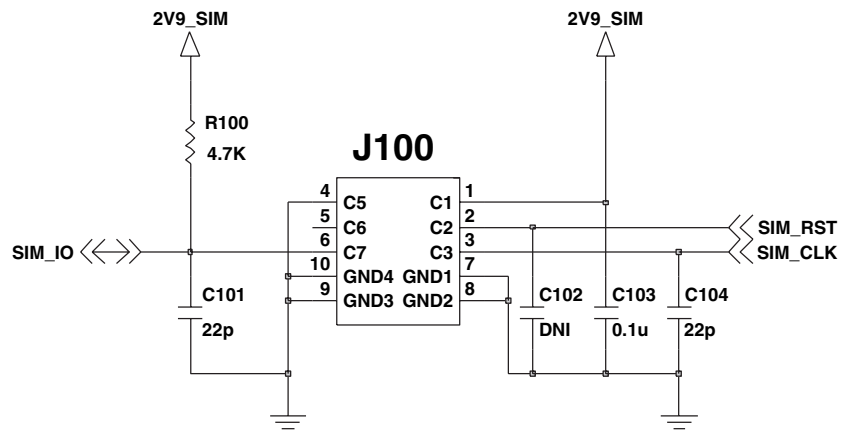 2V9_SIM 2V9_SIM
R100
4.7K
J100
4 C5 C1 1
5 C6 C2 2 SIM_RST
SIM_IO 6 C7 C3 3 SIM_CLK
10 GND4 GND1 7
9 GND3 GND2 8
C101 C102 C103 C104
22p DNI 0.1u 22p